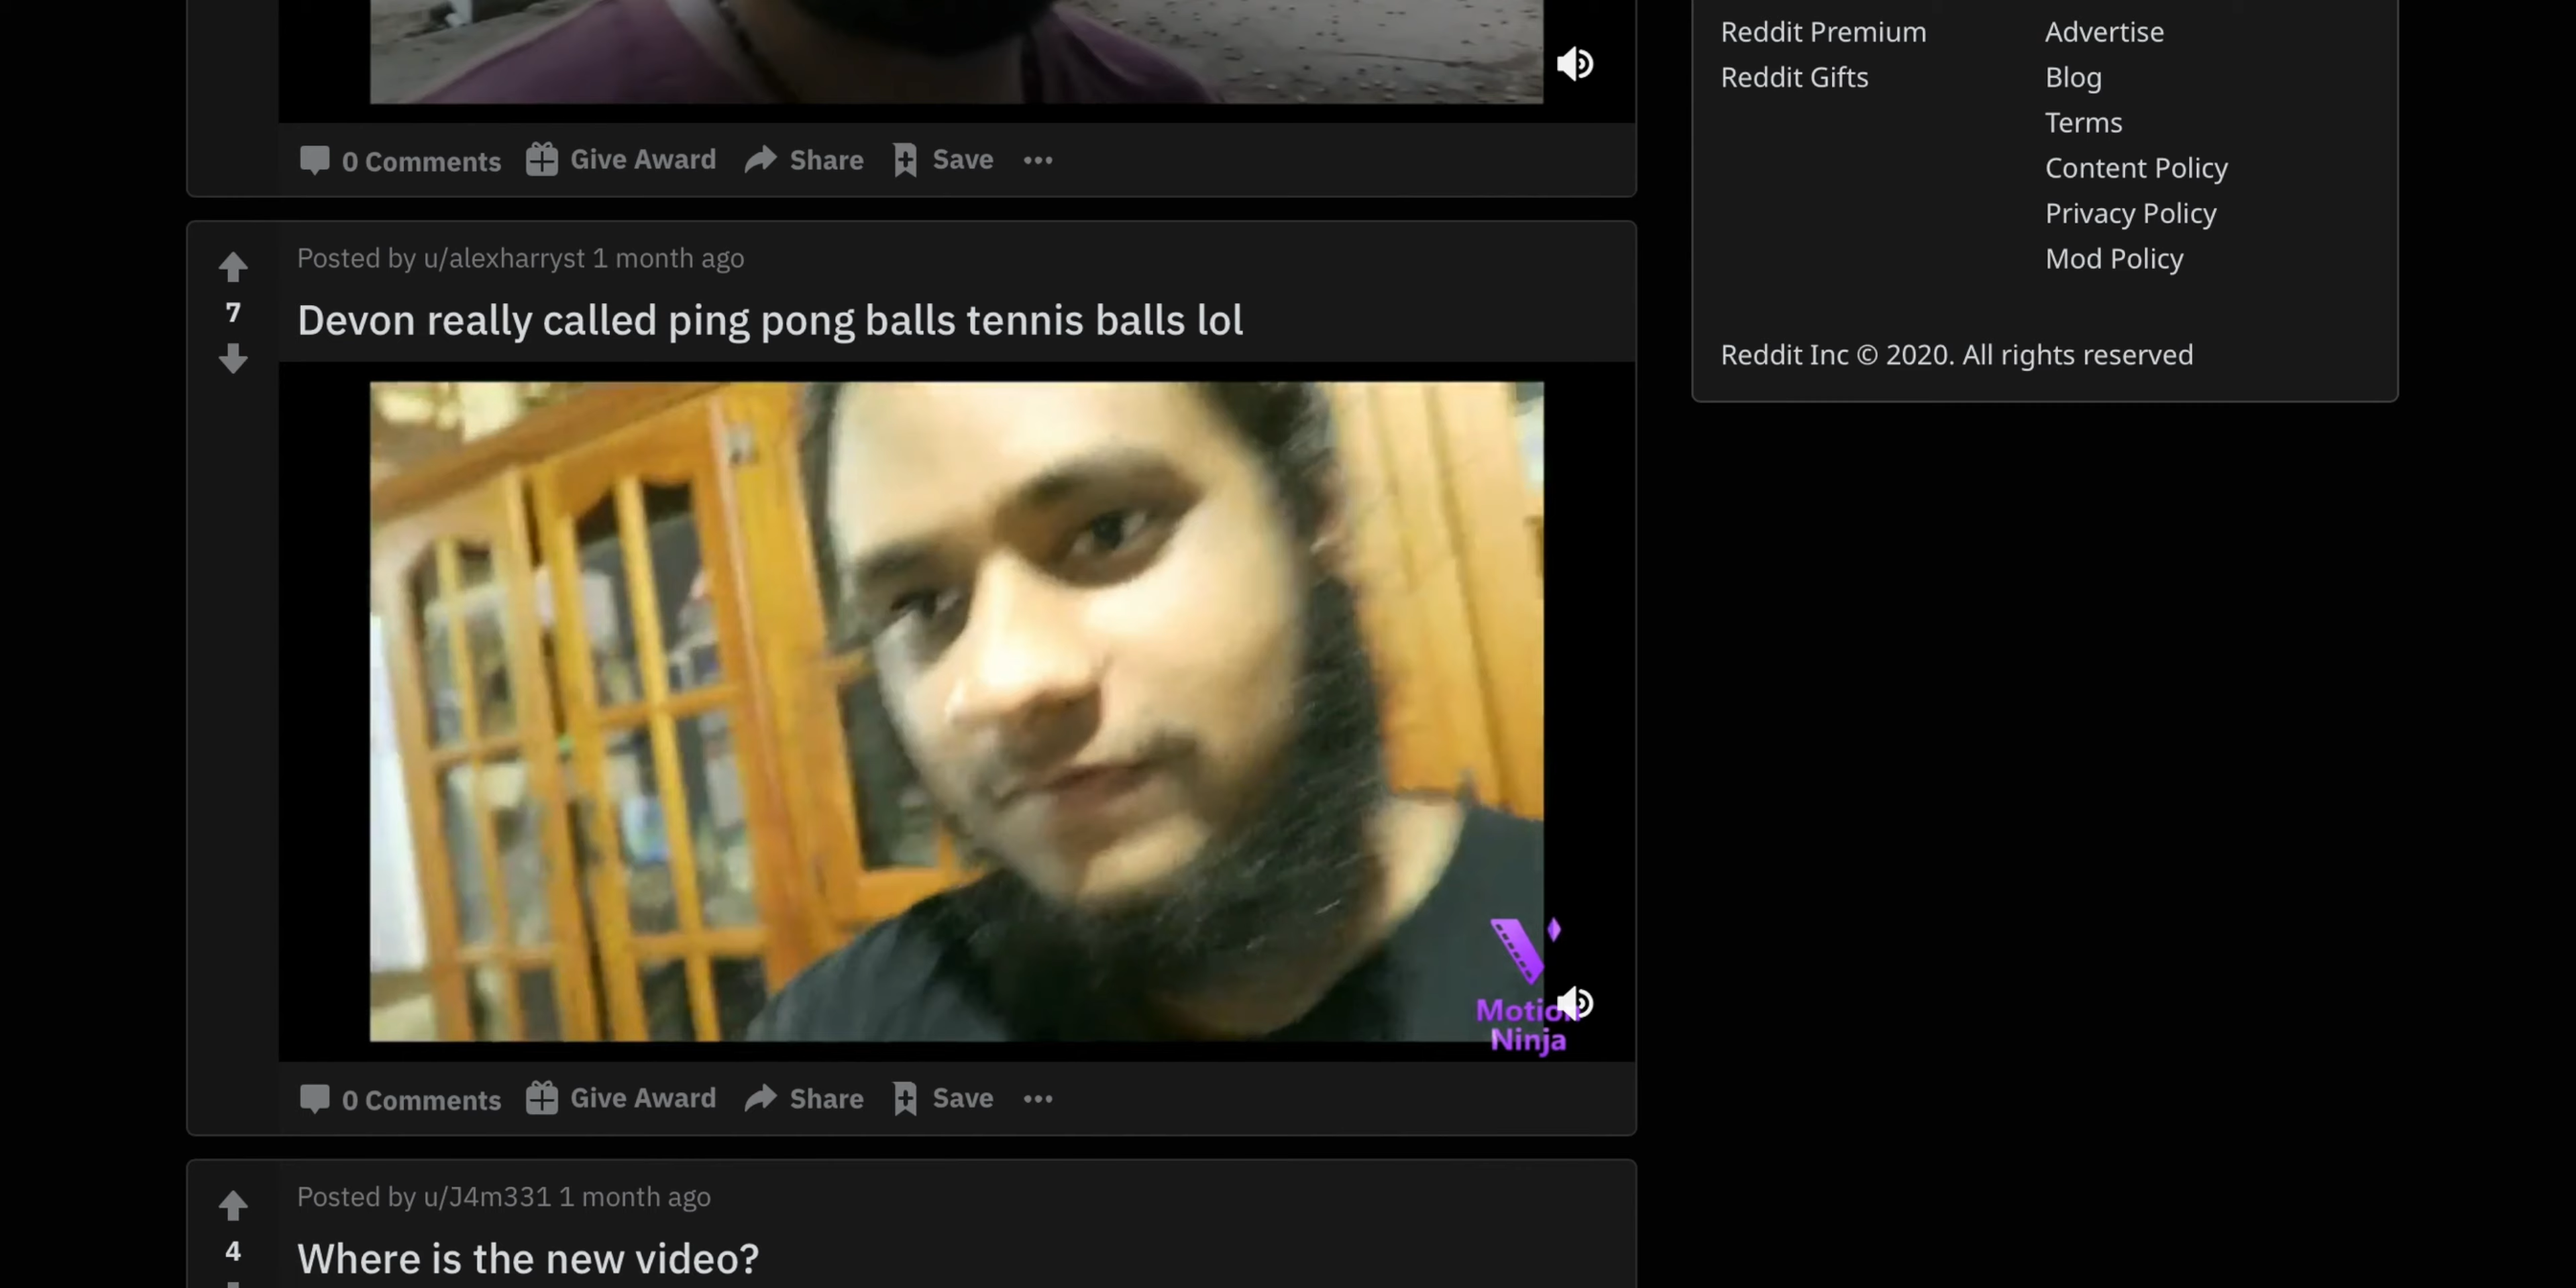 0 Comments Give Award Share Save
Posted by u/alexharryst 1 month ago
7
Devon really called ping pong balls tennis balls lol
Motion
Ninja
0 Comments Give Award Share Save
Posted by u/J4m331 1 month ago
4
Where is the new video?
Reddit Premium
Reddit Gifts
Advertise
Blog
Terms
Content Policy
Privacy Policy
Mod Policy
Reddit Inc © 2020. All rights reserved